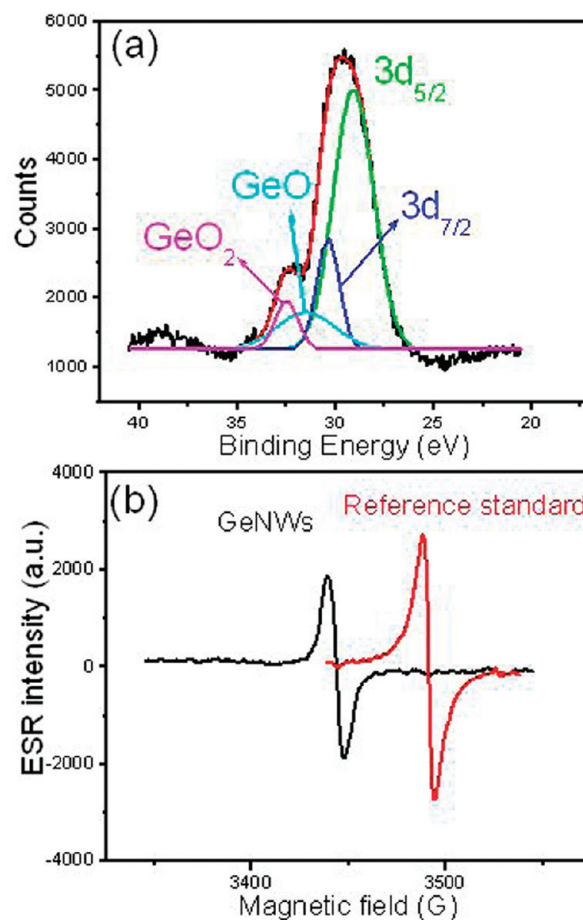 (a)
6000
5000
4000
3000
2000
1000
Counts
3d5/2
GeO
GeO2
3d7/2
40 35 30 25 20
Binding Energy (eV)
(b)
4000
2000
0
-2000
-4000
ESR intensity (a.u.)
GeNWs
Reference standard
3400 3500
Magnetic field (G)